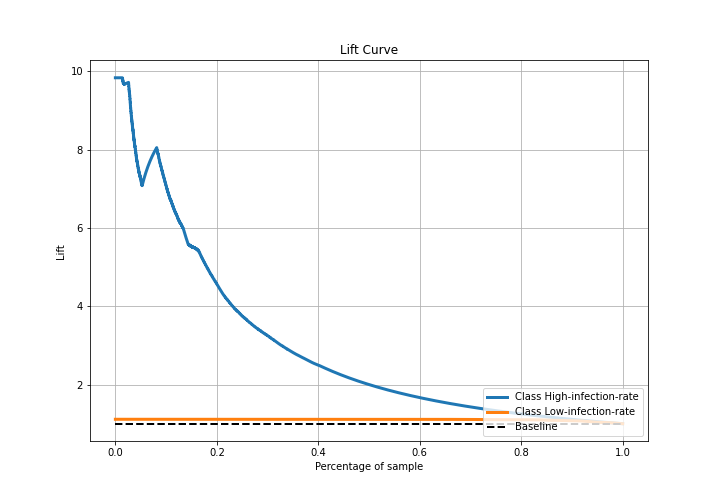 Lift Curve
10
8
6
4
2
Lift
0.0 0.2 0.4 0.6 0.8 1.0
Percentage of sample
Class High-infection-rate
Class Low-infection-rate
Baseline